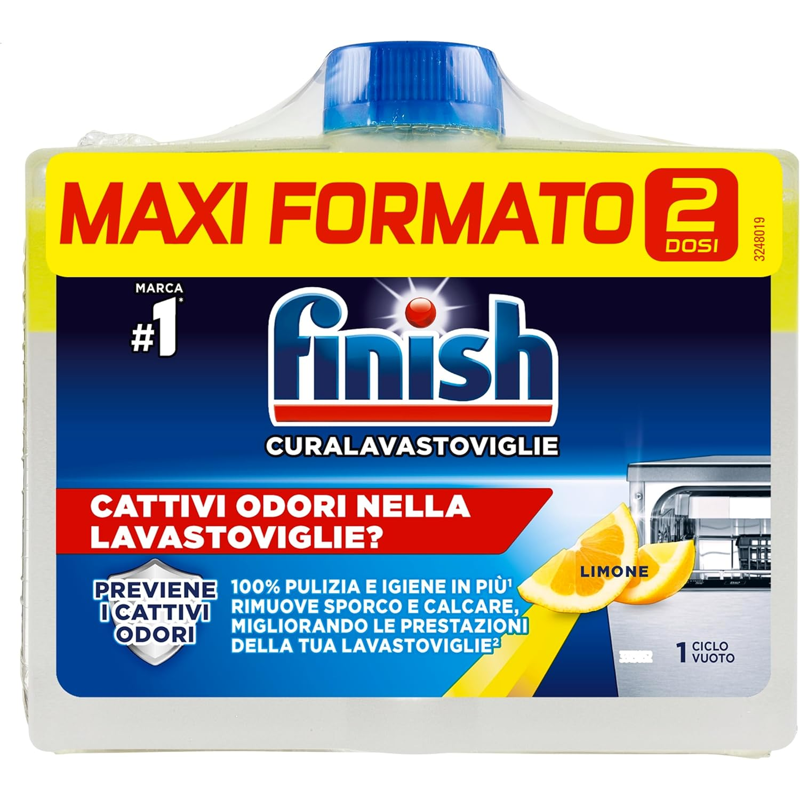 MAXI FORMATO 2
DOSI
3248019
MARCA
#1*
finish
CURALAVASTOVIGLIE
CATTIVI ODORI NELLA
LAVASTOVIGLIE?
PREVIENE
I CATTIVI
ODORI
100% PULIZIA E IGIENE IN PIÙ¹
RIMUOVE SPORCO E CALCARE,
MIGLIORANDO LE PRESTAZIONI
DELLA TUA LAVASTOVIGLIE²
LIMONE
1 CICLO
VUOTO